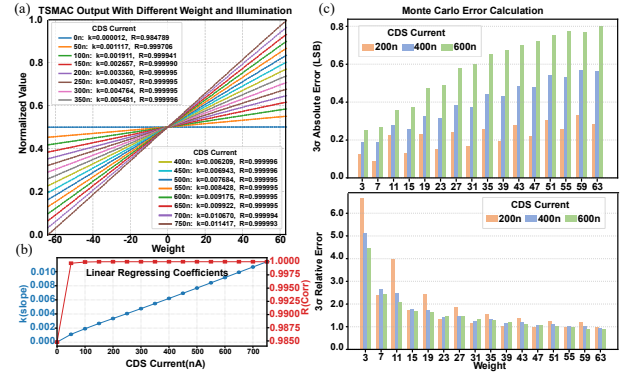 (a) TSMAC Output With Different Weight and Illumination
CDS Current
0n: k=0.000012, R=0.984789
50n: k=0.001117, R=0.999706
100n: k=0.001911, R=0.999941
150n: k=0.002657, R=0.999990
200n: k=0.003360, R=0.999995
250n: k=0.004057, R=0.999995
300n: k=0.004764, R=0.999995
350n: k=0.005481, R=0.999996
400n: k=0.006209, R=0.999996
450n: k=0.006943, R=0.999996
500n: k=0.007684, R=0.999995
550n: k=0.008428, R=0.999995
600n: k=0.009175, R=0.999995
650n: k=0.009922, R=0.999995
700n: k=0.010670, R=0.999994
750n: k=0.011417, R=0.999993
Normalized Value
1.0
0.8
0.6
0.4
0.2
0.0
-60 -40 -20 0 20 40 60
Weight
(b)
Linear Regressing Coefficients
k(slope)
0.010
0.008
0.006
0.004
0.002
0.000
R(Corr)
1.0000
0.9975
0.9950
0.9925
0.9900
0.9875
0.9850
0 100 200 300 400 500 600 700
CDS Current(nA)
(c) Monte Carlo Error Calculation
CDS Current
200n 400n 600n
3σ Absolute Error (LSB)
0.8
0.6
0.4
0.2
0.0
3 7 11 15 19 23 27 31 35 39 43 47 51 55 59 63
Weight
CDS Current
200n 400n 600n
3σ Relative Error
6.0
5.0
4.0
3.0
2.0
1.0
0.0
3 7 11 15 19 23 27 31 35 39 43 47 51 55 59 63
Weight